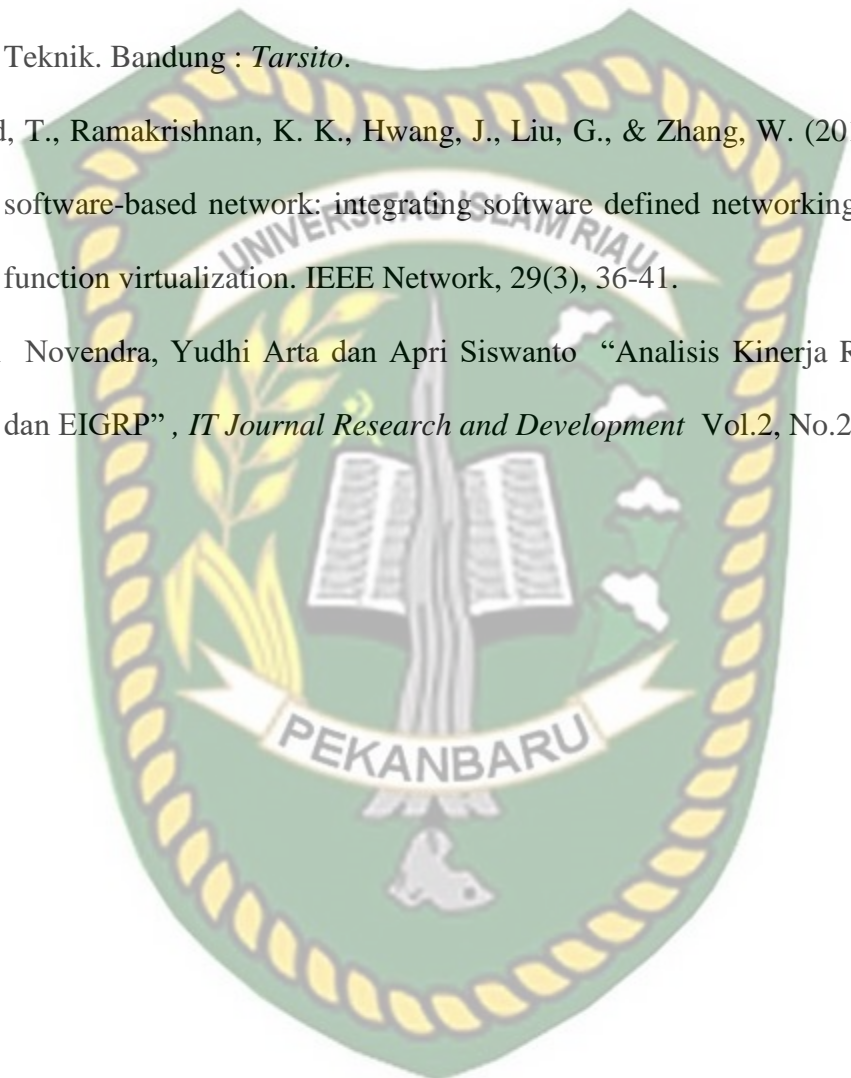 Teknik. Bandung : Tarsito.
d, T., Ramakrishnan, K. K., Hwang, J., Liu, G., & Zhang, W. (20
software-based network: integrating software defined networking
UNIVERSITAS ISLAM RIAU
function virtualization. IEEE Network, 29(3), 36-41.
Novendra, Yudhi Arta dan Apri Siswanto “Analisis Kinerja R
dan EIGRP” , IT Journal Research and Development Vol.2, No.2
PEKANBARU